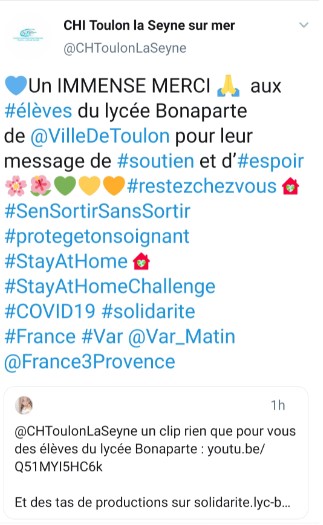 CHI Toulon la Seyne sur mer
@CHToulonLaSeyne
💙Un IMMENSE MERCI 🙏 aux
#élèves du lycée Bonaparte
de @VilleDeToulon pour leur
message de #soutien et d'#espoir
🌸🌺💚💛🧡#restezchezvous
#SenSortirSansSortir
#protegetonsoignant
#StayAtHome
#StayAtHomeChallenge
#COVID19 #solidarite
#France #Var @Var_Matin
@France3Provence
1h
@CHToulonLaSeyne un clip rien que pour vous
des élèves du lycée Bonaparte : youtu.be/
Q51MYI5HC6k
Et des tas de productions sur solidarite.lyc-b...